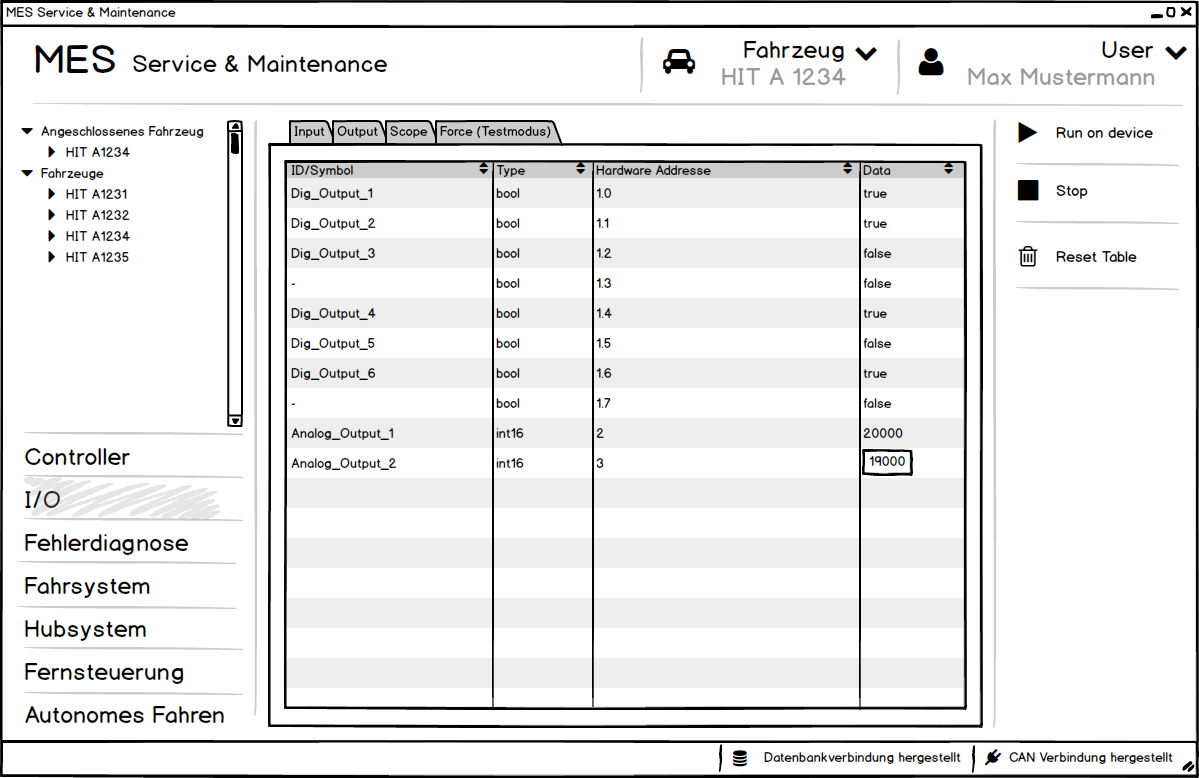 MES Service & Maintenance
MES Service & Maintenance
Fahrzeug
HIT A 1234
User
Max Mustermann
Angeschlossenes Fahrzeug
HIT A1234
Fahrzeuge
HIT A1231
HIT A1232
HIT A1234
HIT A1235
Controller
I/O
Fehlerdiagnose
Fahrsystem
Hubsystem
Fernsteuerung
Autonomes Fahren
Input Output Scope Force (Testmodus)
ID/Symbol Type Hardware Addresse Data
Dig_Output_1 bool 1.0 true
Dig_Output_2 bool 1.1 true
Dig_Output_3 bool 1.2 false
- bool 1.3 false
Dig_Output_4 bool 1.4 true
Dig_Output_5 bool 1.5 false
Dig_Output_6 bool 1.6 true
- bool 1.7 false
Analog_Output_1 int16 2 20000
Analog_Output_2 int16 3 19000
Run on device
Stop
Reset Table
Datenbankverbindung hergestellt
CAN Verbindung hergestellt